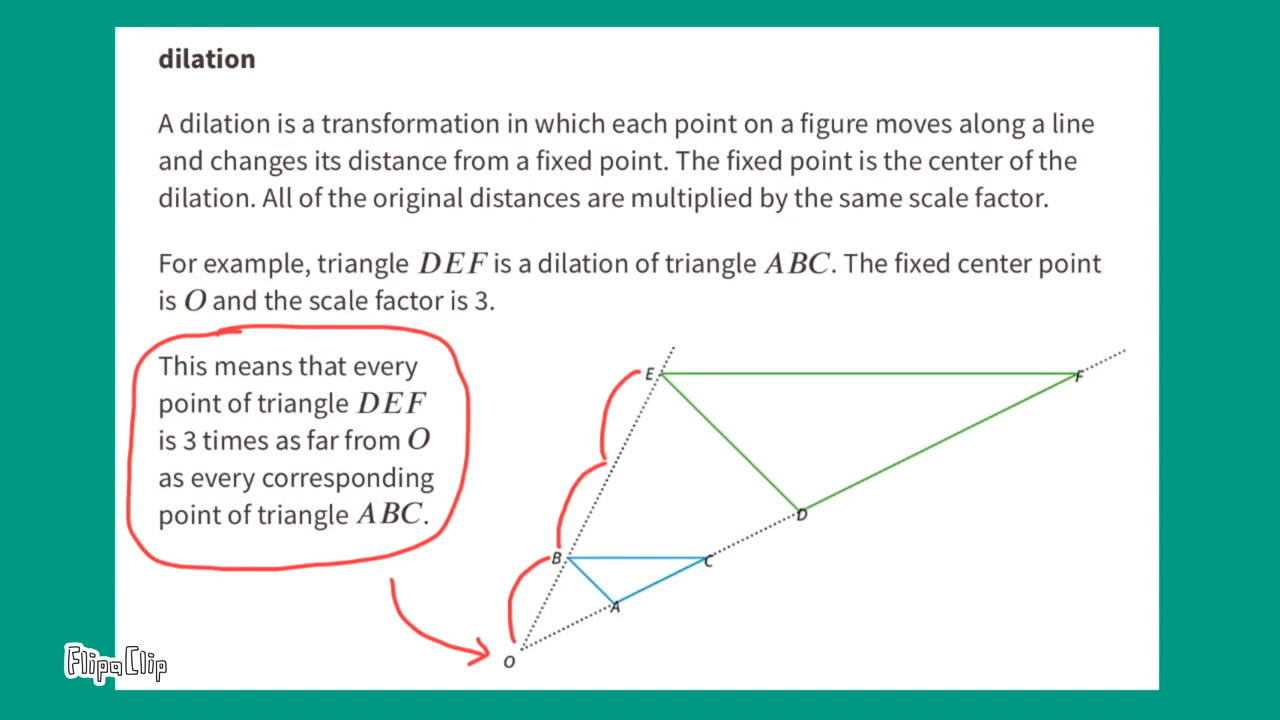 dilation
A dilation is a transformation in which each point on a figure moves along a line
and changes its distance from a fixed point. The fixed point is the center of the
dilation. All of the original distances are multiplied by the same scale factor.
For example, triangle DEF is a dilation of triangle ABC. The fixed center point
is O and the scale factor is 3.
This means that every
point of triangle DEF
is 3 times as far from O
as every corresponding
point of triangle ABC.
E
F
D
B
C
A
O
FlipaClip